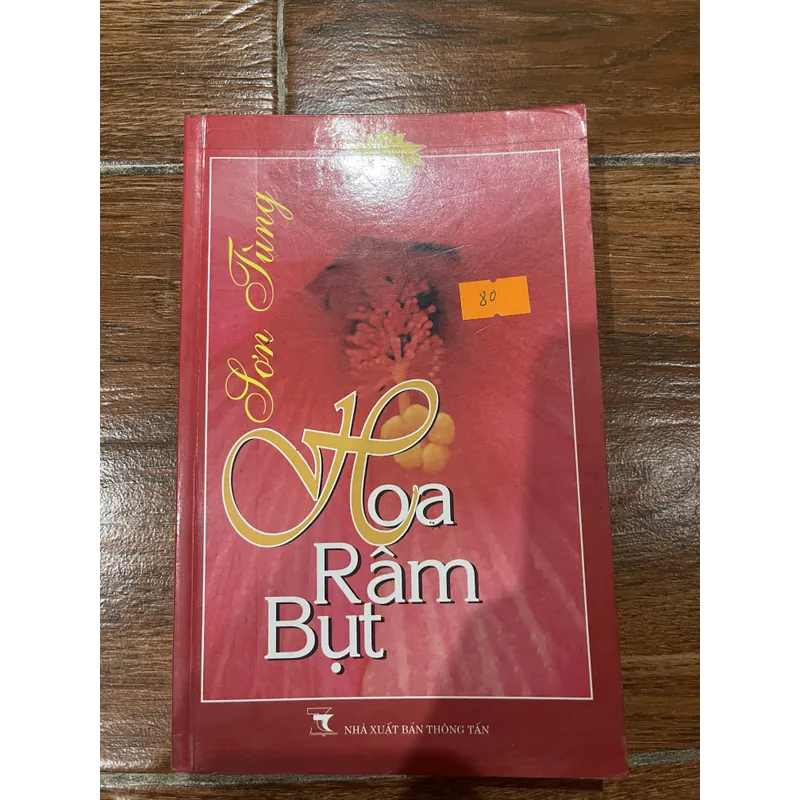 Sơn Tùng
80
Hoa
Râm
Bụt
NHÀ XUẤT BẢN THÔNG TẤN